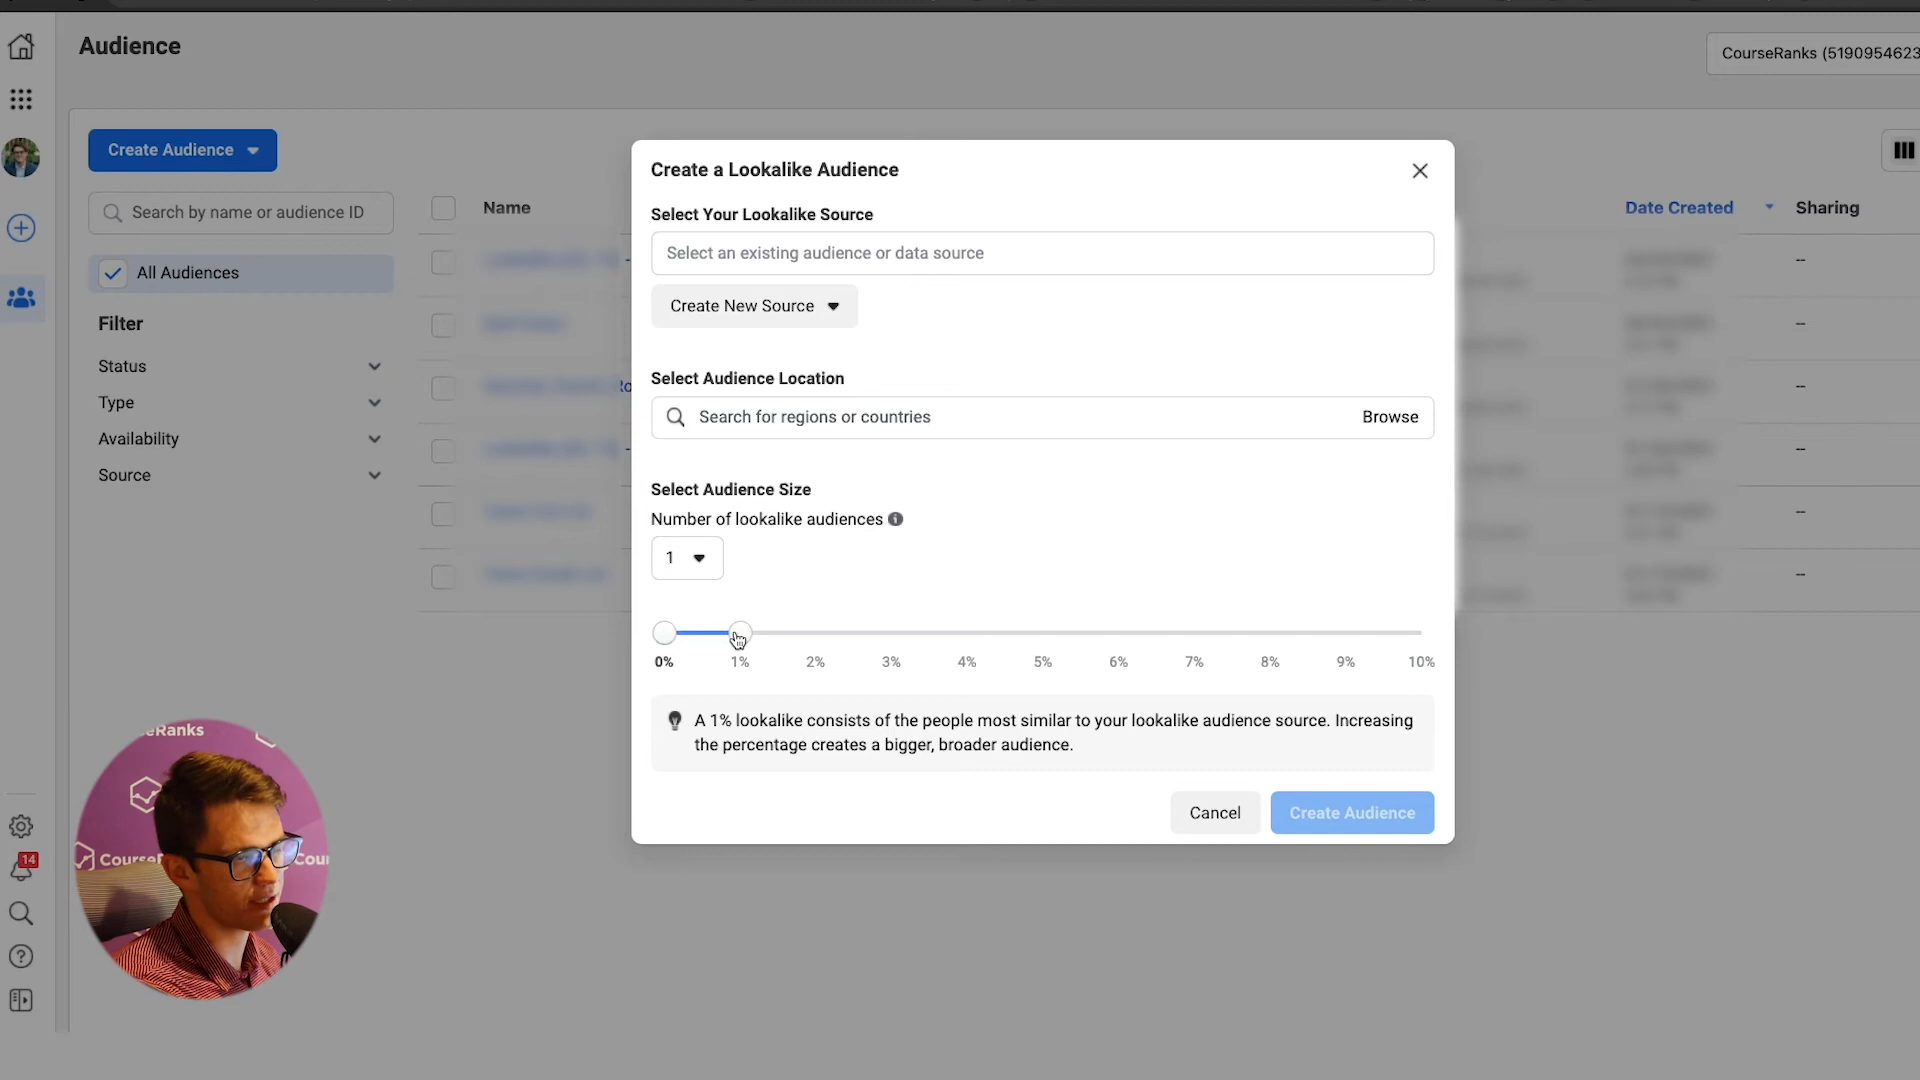 Audience
CourseRanks (5190954623
Create Audience
Search by name or audience ID
All Audiences
Filter
Status
Type
Availability
Source
Name
Date Created
Sharing
--
--
--
--
--
--
Create a Lookalike Audience
Select Your Lookalike Source
Select an existing audience or data source
Create New Source
Select Audience Location
Search for regions or countries
Browse
Select Audience Size
Number of lookalike audiences
1
0% 1% 2% 3% 4% 5% 6% 7% 8% 9% 10%
A 1% lookalike consists of the people most similar to your lookalike audience source. Increasing
the percentage creates a bigger, broader audience.
Cancel
Create Audience
14
eRanks